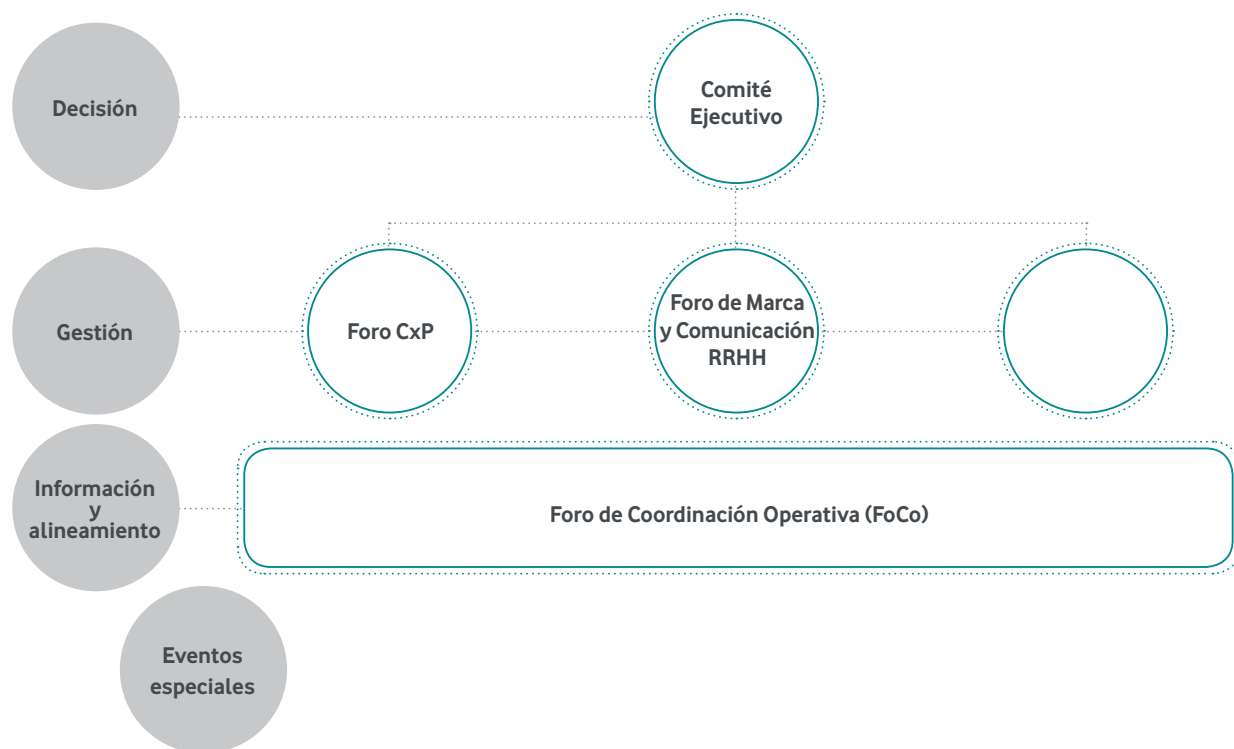 Decisión
Comité
Ejecutivo
Gestión
Foro CxP
Foro de Marca
y Comunicación
RRHH
Información
y
alineamiento
Foro de Coordinación Operativa (FoCo)
Eventos
especiales